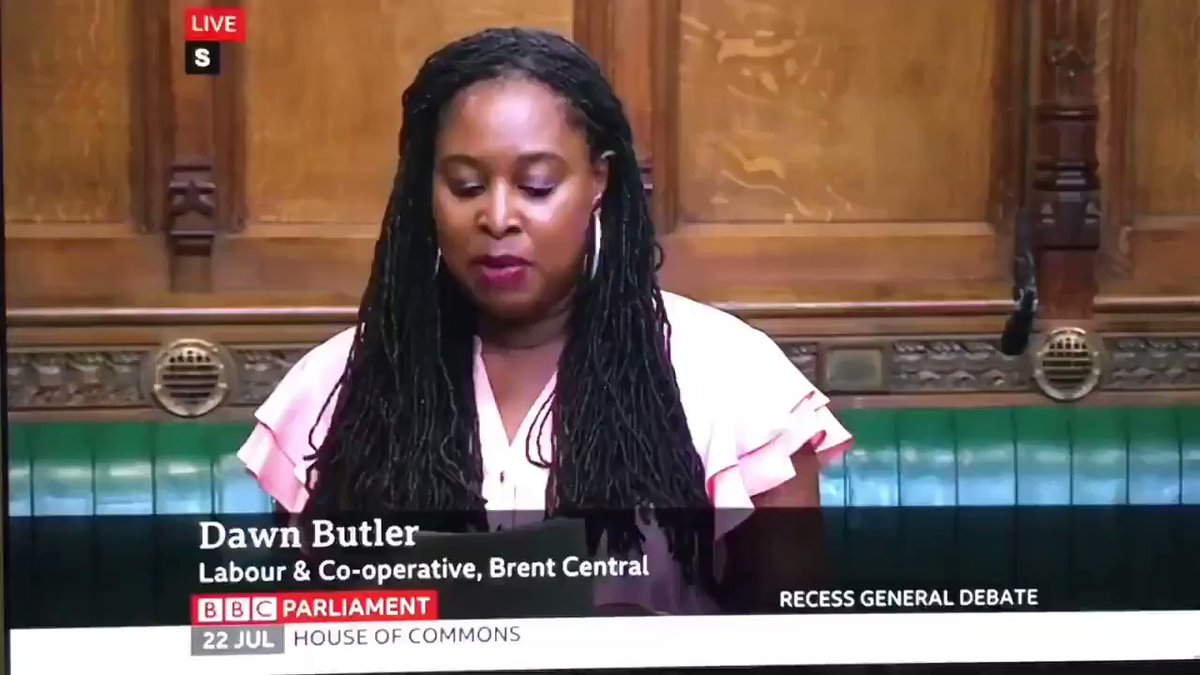 LIVE
S
Dawn Butler
Labour & Co-operative, Brent Central
BBC PARLIAMENT
RECESS GENERAL DEBATE
22 JUL HOUSE OF COMMONS